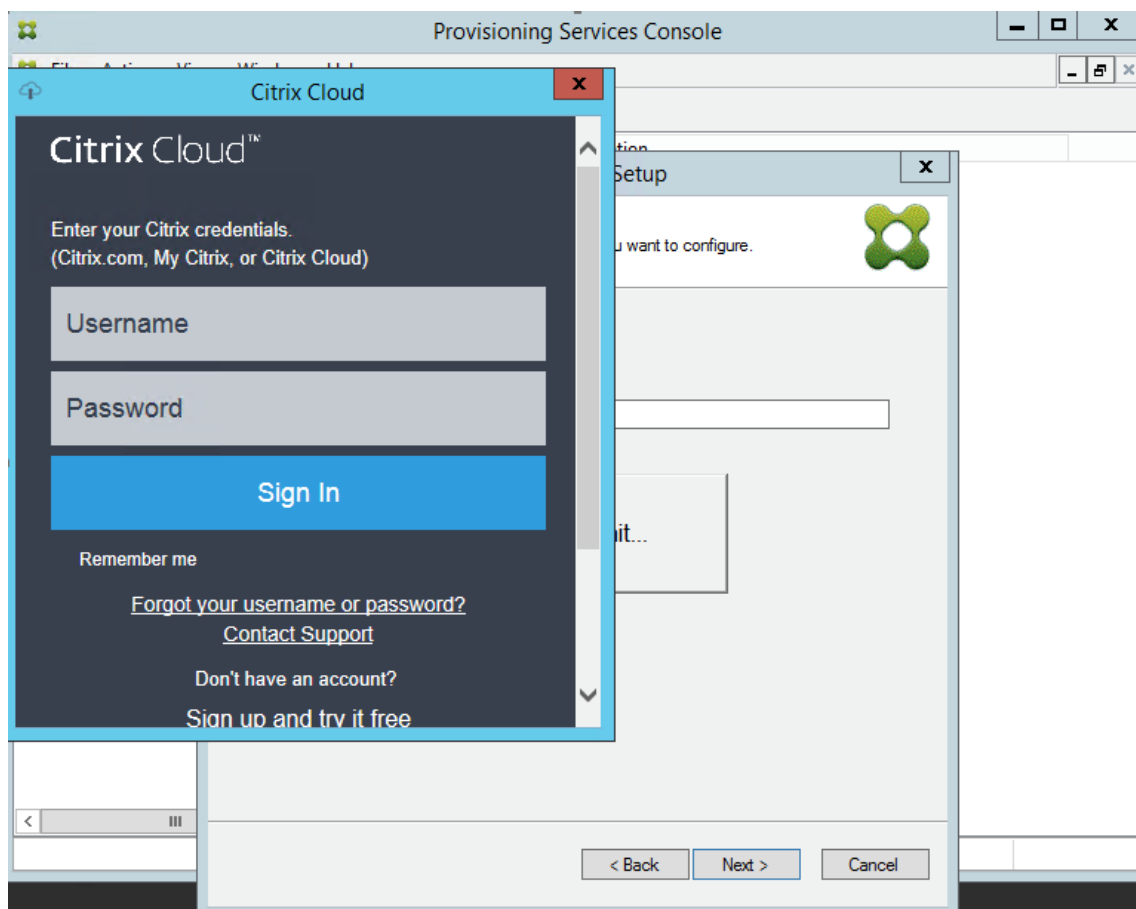 Provisioning Services Console
Citrix Cloud
Citrix Cloud™
Enter your Citrix credentials.
(Citrix.com, My Citrix, or Citrix Cloud)
Username
Password
Sign In
Remember me
Forgot your username or password?
Contact Support
Don't have an account?
Sign up and try it free
Setup
u want to configure.
it...
< Back
Next >
Cancel